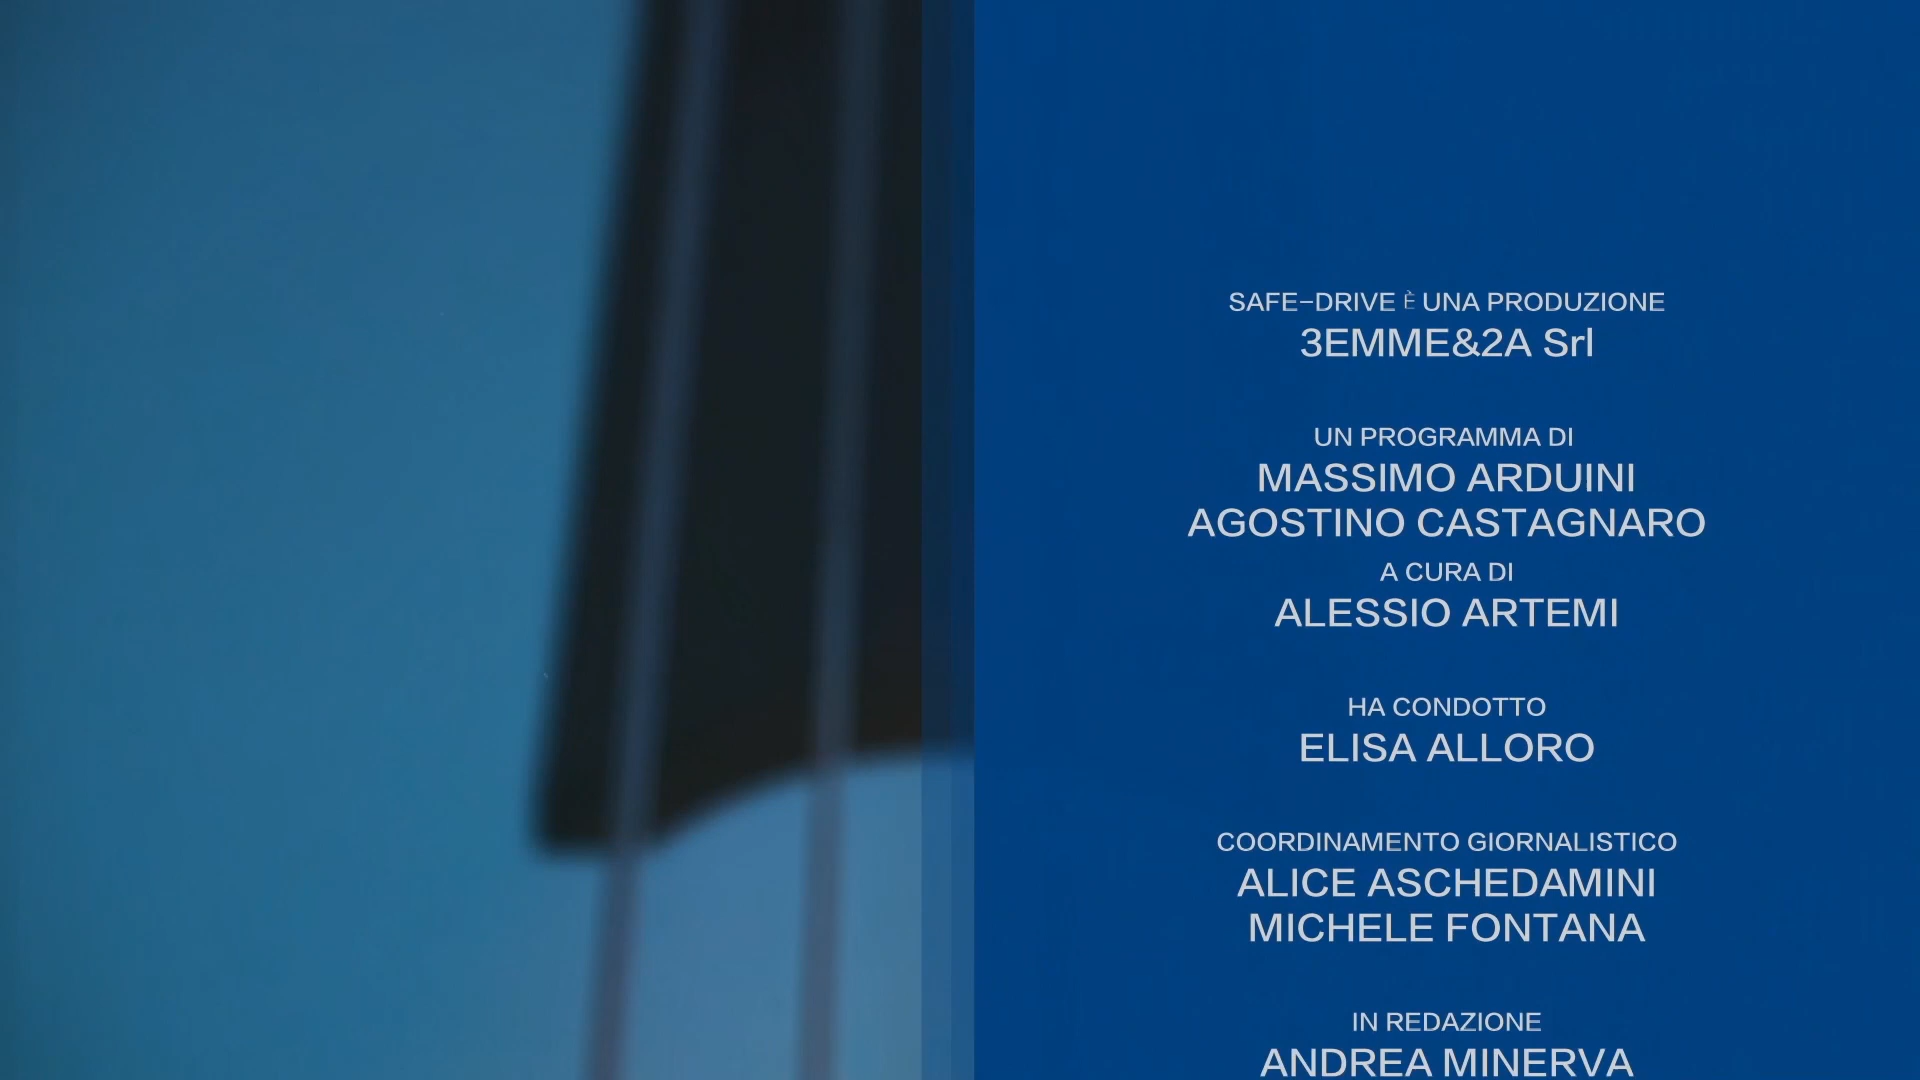 SAFE-DRIVE È UNA PRODUZIONE
3EMME&2A Srl
UN PROGRAMMA DI
MASSIMO ARDUINI
AGOSTINO CASTAGNARO
A CURA DI
ALESSIO ARTEMI
HA CONDOTTO
ELISA ALLORO
COORDINAMENTO GIORNALISTICO
ALICE ASCHEDAMINI
MICHELE FONTANA
IN REDAZIONE
ANDREA MINERVA